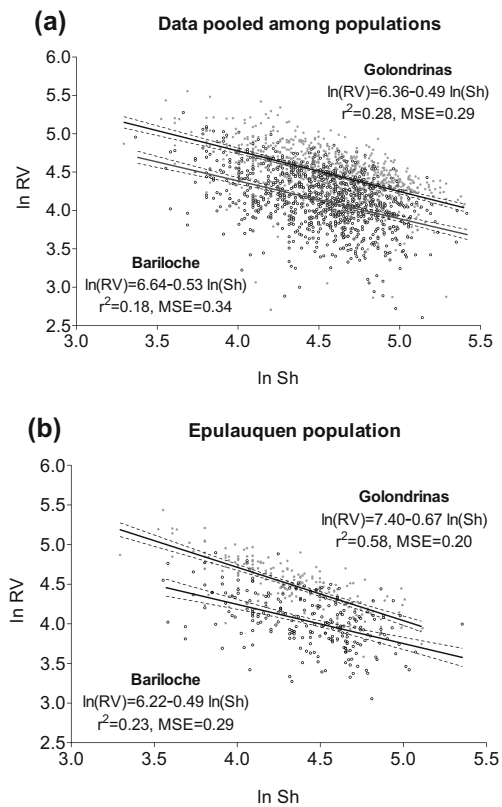 (a) Data pooled among populations
6.0
5.5
5.0
4.5
4.0
3.5
3.0
2.5
ln RV
Golondrinas
ln(RV)=6.36-0.49 ln(Sh)
r²=0.28, MSE=0.29
Bariloche
ln(RV)=6.64-0.53 ln(Sh)
r²=0.18, MSE=0.34
3.0 3.5 4.0 4.5 5.0 5.5
ln Sh
(b) Epulauquen population
6.0
5.5
5.0
4.5
4.0
3.5
3.0
2.5
ln RV
Golondrinas
ln(RV)=7.40-0.67 ln(Sh)
r²=0.58, MSE=0.20
Bariloche
ln(RV)=6.22-0.49 ln(Sh)
r²=0.23, MSE=0.29
3.0 3.5 4.0 4.5 5.0 5.5
ln Sh